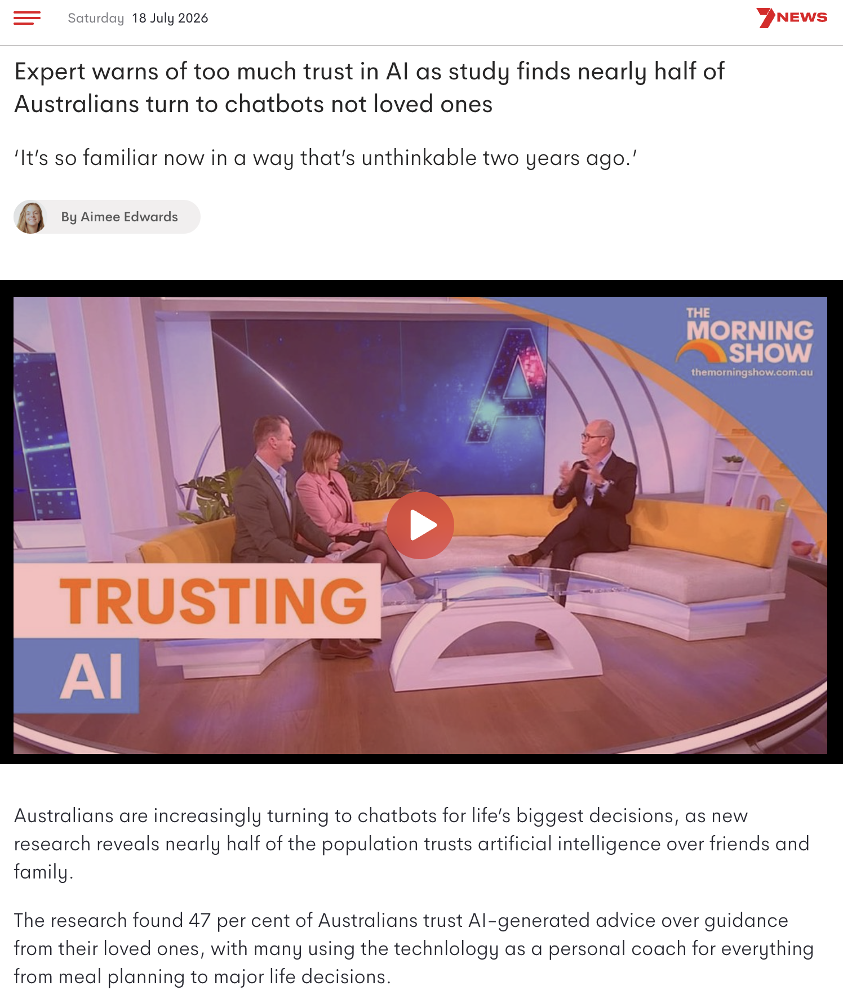 Saturday 18 July 2026
7NEWS
Expert warns of too much trust in AI as study finds nearly half of
Australians turn to chatbots not loved ones
‘It’s so familiar now in a way that’s unthinkable two years ago.’
By Aimee Edwards
THE
MORNING
SHOW
themorningshow.com.au
A
TRUSTING
AI
Australians are increasingly turning to chatbots for life’s biggest decisions, as new
research reveals nearly half of the population trusts artificial intelligence over friends and
family.
The research found 47 per cent of Australians trust AI-generated advice over guidance
from their loved ones, with many using the technlology as a personal coach for everything
from meal planning to major life decisions.